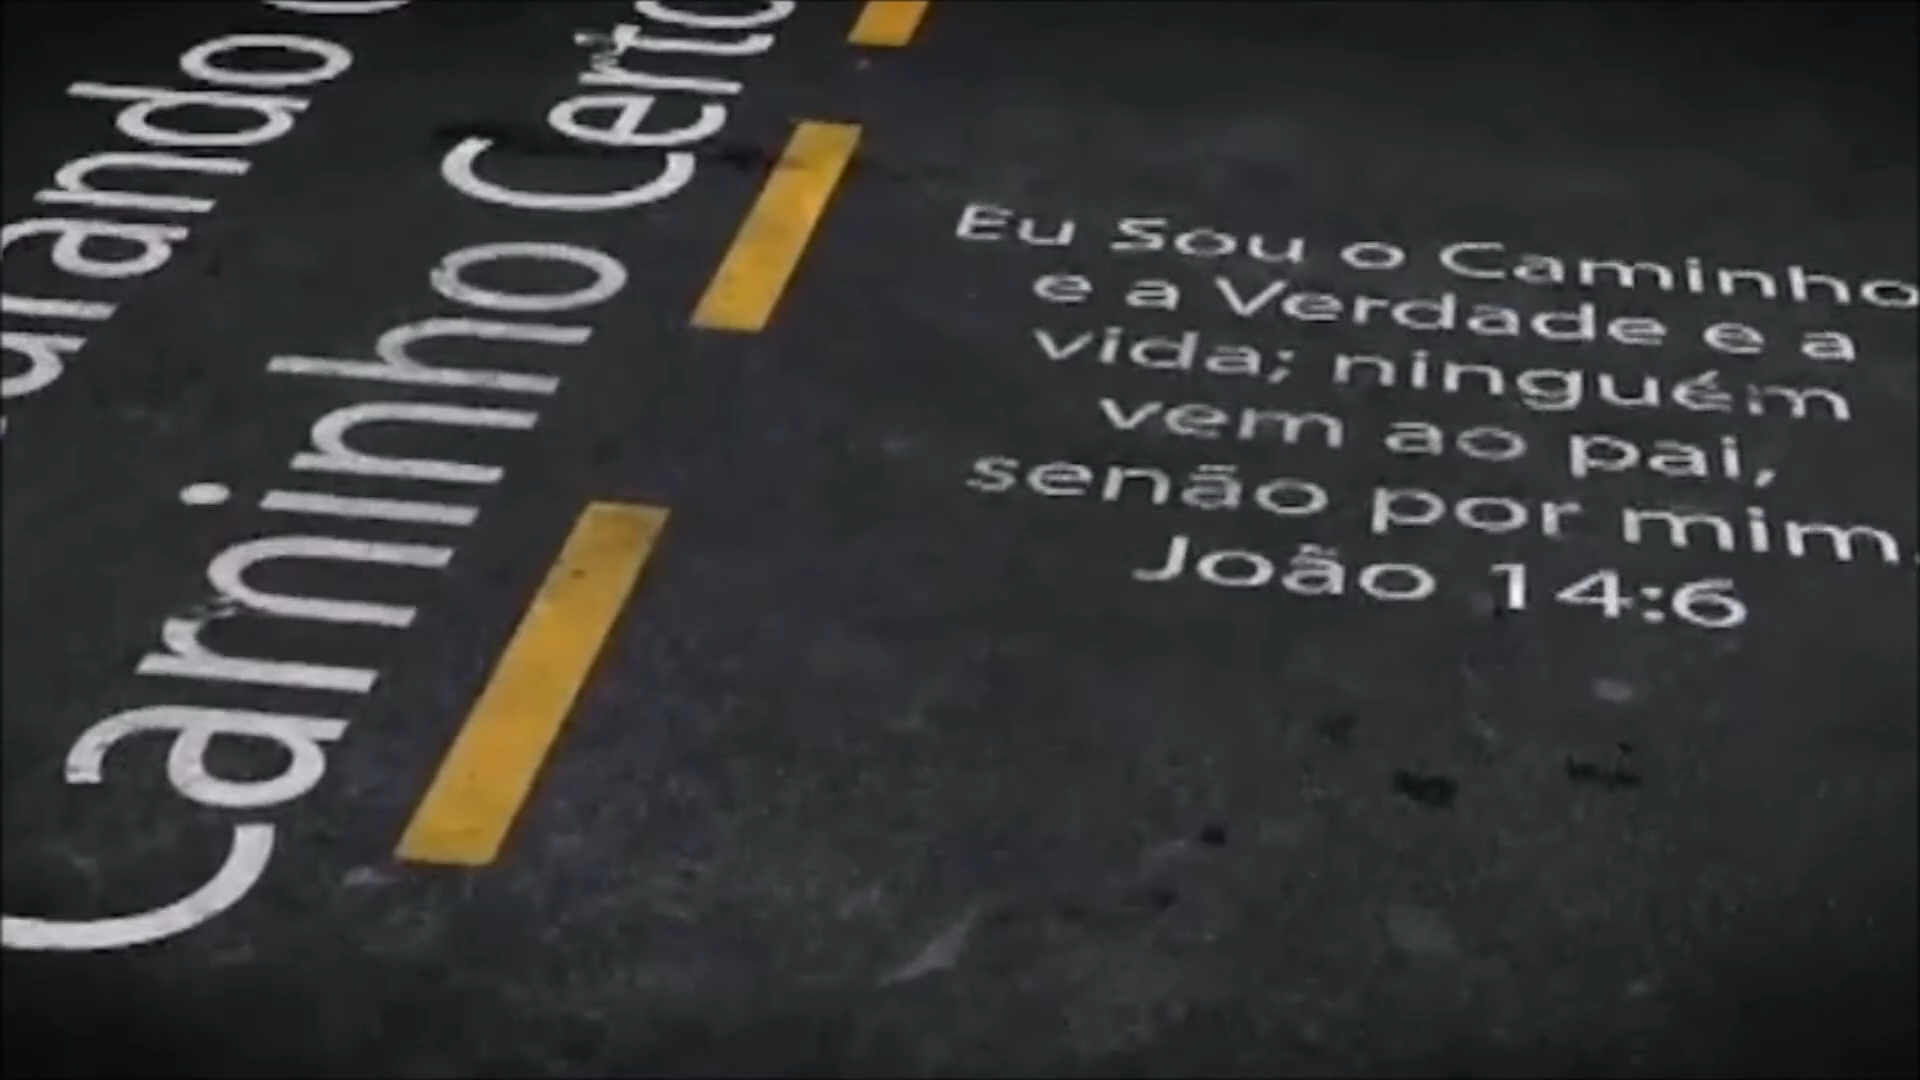 Caminho Certo
Eu Sou o Caminho
e a Verdade e a
vida; ninguém
vem ao pai,
senão por mim.
João 14:6